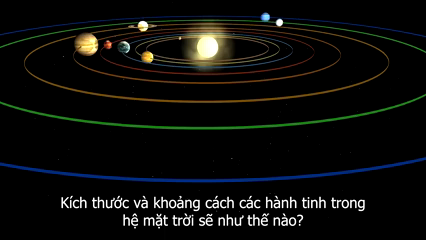 Kích thước và khoảng cách các hành tinh trong
hệ mặt trời sẽ như thế nào?